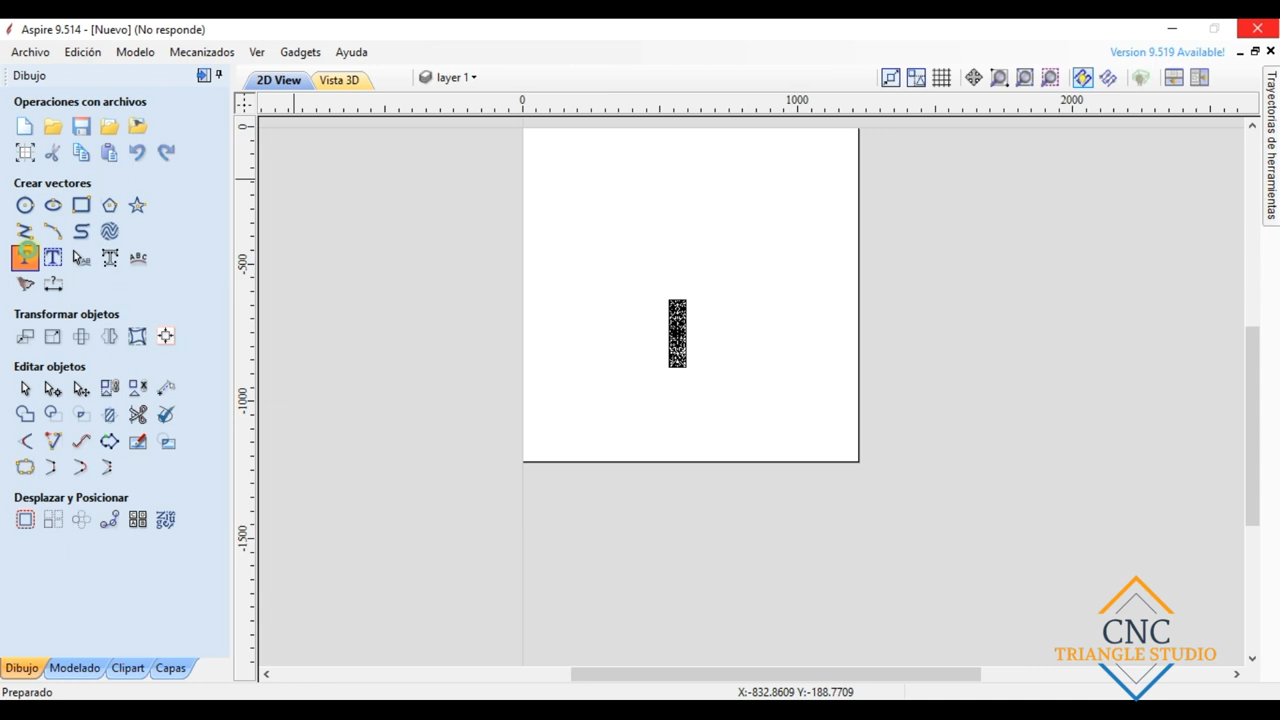 Aspire 9.514 - [Nuevo] (No responde)
Archivo Edición Modelo Mecanizados Ver Gadgets Ayuda
Version 9.519 Available!
Dibujo
2D View Vista 3D
layer 1
Operaciones con archivos
0 1000 2000
0
-500
-1000
-1500
Crear vectores
Transformar objetos
Editar objetos
Desplazar y Posicionar
Trayectorias de herramientas
Dibujo Modelado Clipart Capas
Preparado
X:-832.8609 Y:-188.7709
CNC
TRIANGLE STUDIO